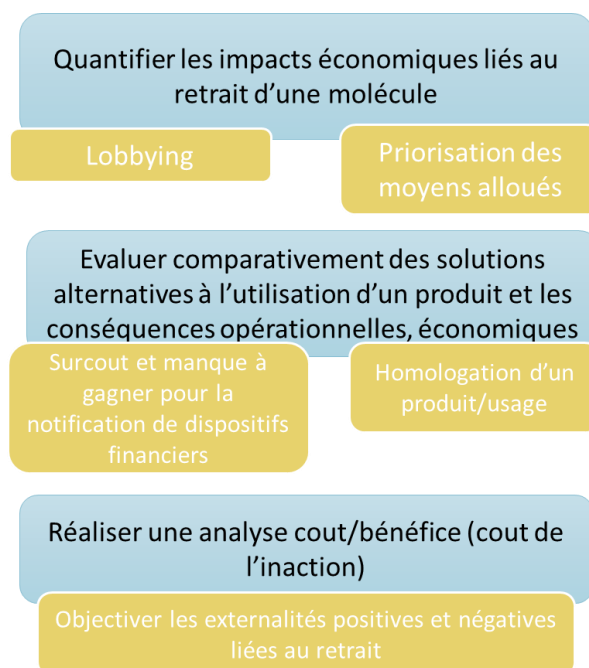 Quantifier les impacts économiques liés au
retrait d'une molécule
Lobbying
Priorisation des
moyens alloués
Evaluer comparativement des solutions
alternatives à l'utilisation d'un produit et les
conséquences opérationnelles, économiques
Surcout et manque à
gagner pour la
notification de dispositifs
financiers
Homologation d'un
produit/usage
Réaliser une analyse cout/bénéfice (cout de
l'inaction)
Objectiver les externalités positives et négatives
liées au retrait